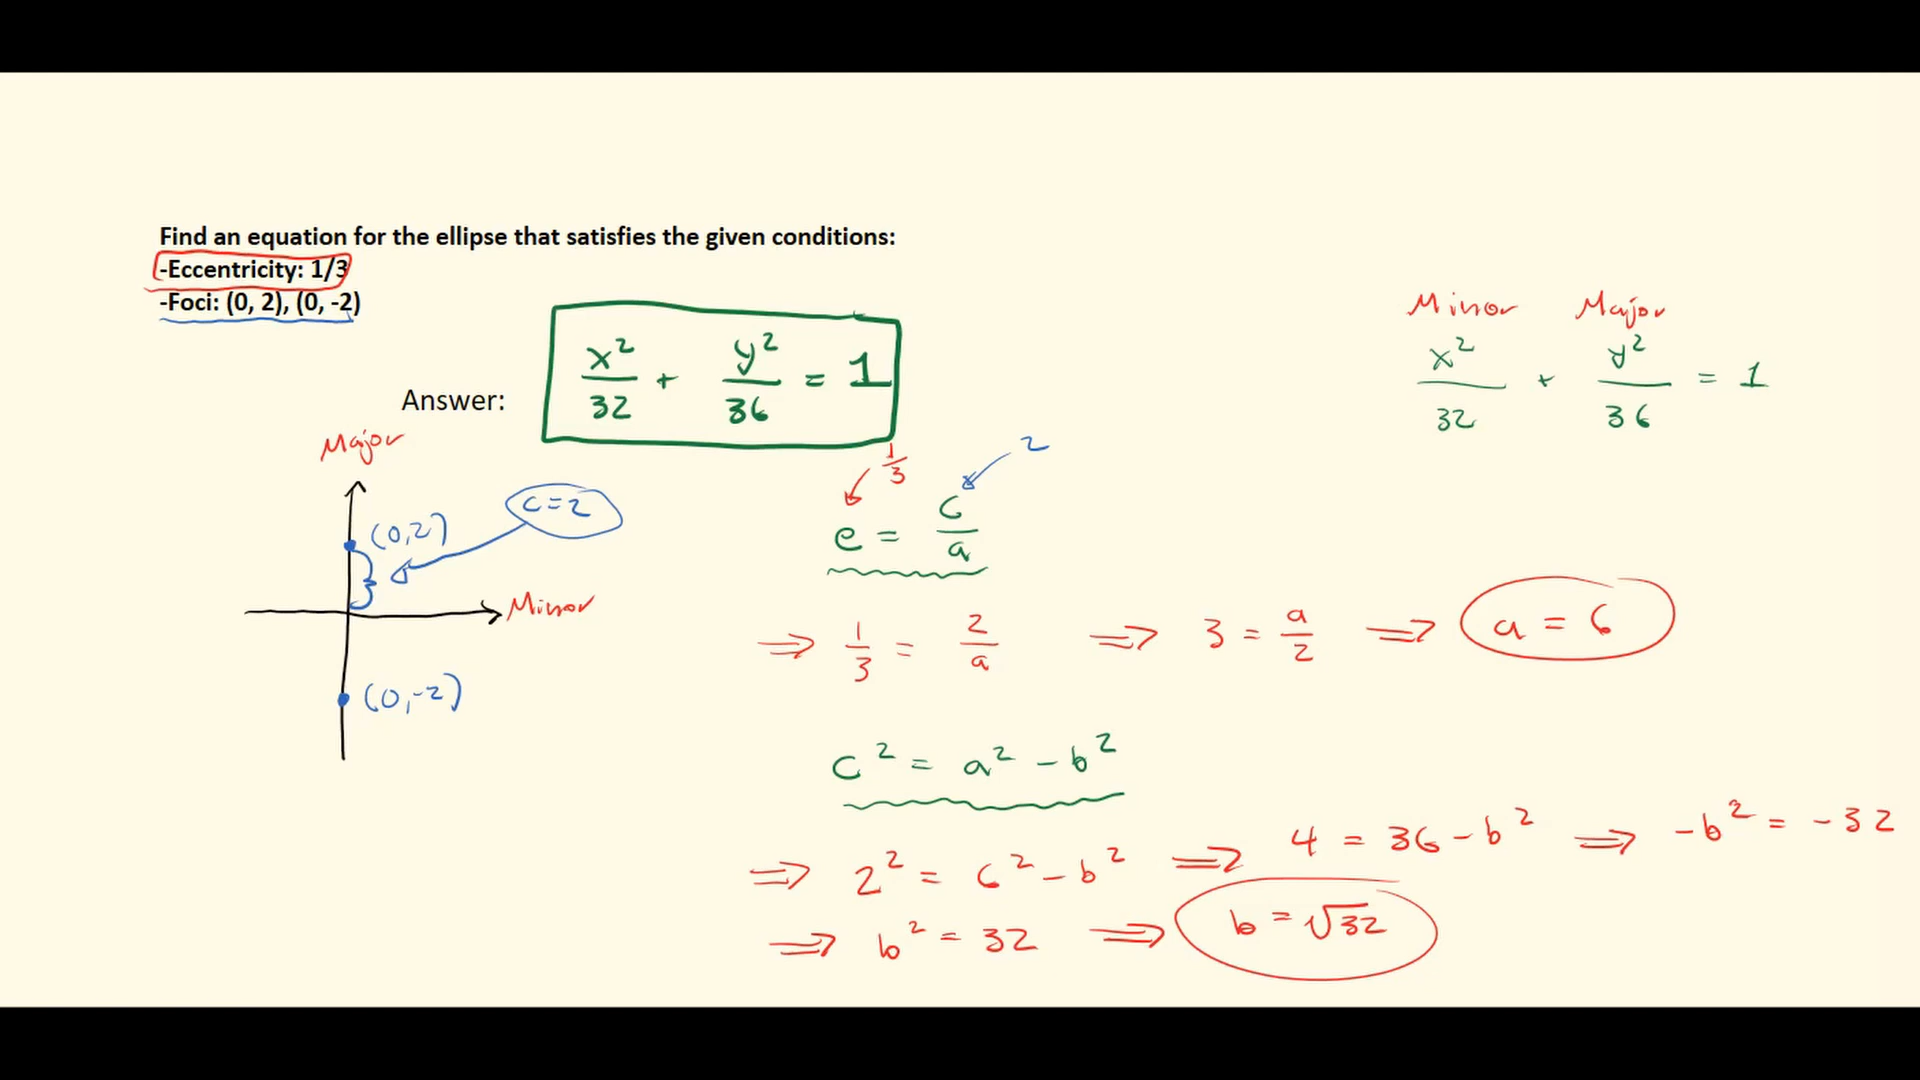 Find an equation for the ellipse that satisfies the given conditions:
-Eccentricity: 1/3
-Foci: (0, 2), (0, -2)
Answer:
x²/32 + y²/36 = 1
Minor Major
x²/32 + y²/36 = 1
Major
(0,2)
c=2
Minor
(0,-2)
1/3
2
e = c/a
⇒ 1/3 = 2/a ⇒ 3 = a/2 ⇒ a = 6
c² = a² - b²
⇒ 2² = 6² - b² ⇒ 4 = 36 - b² ⇒ -b² = -32
⇒ b² = 32 ⇒ b = √32